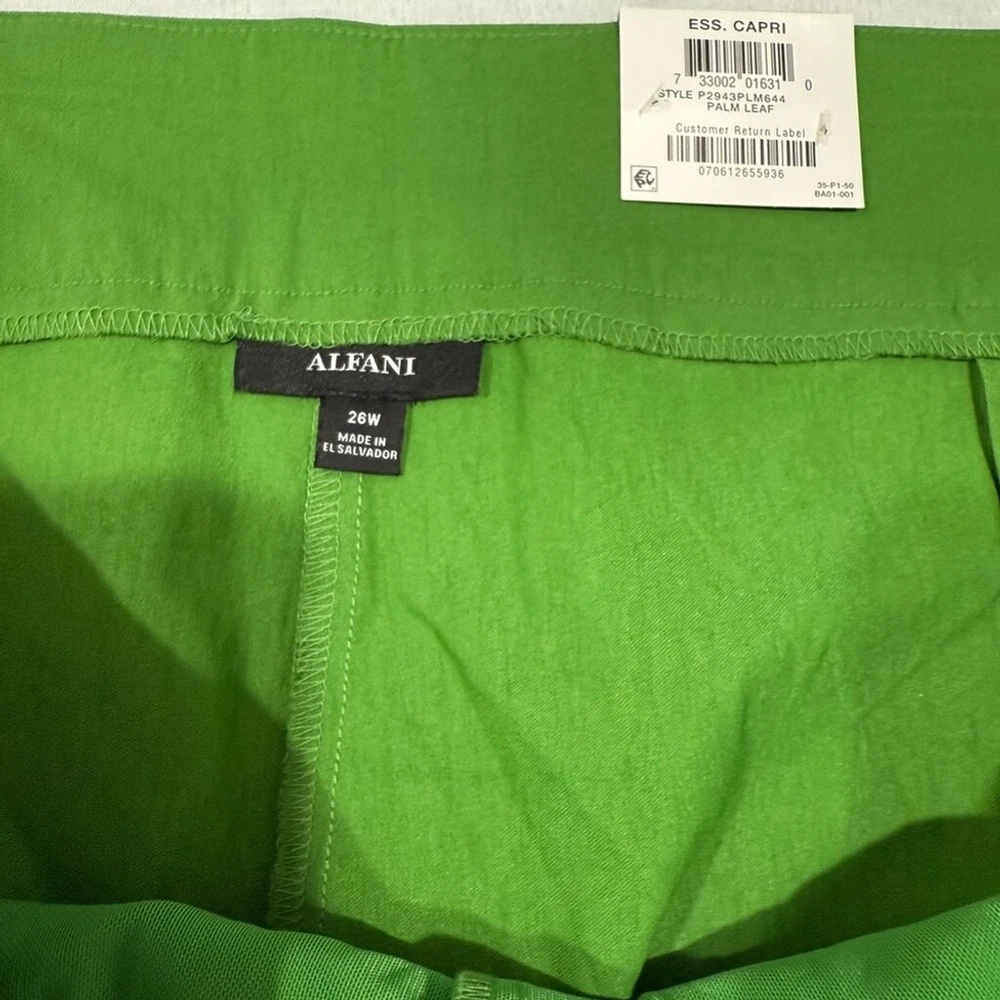 ESS. CAPRI
7 33002 01631 0
STYLE P2943PLM644
PALM LEAF
Customer Return Label
070612655936
35-P1-50
BA01-001
ALFANI
26W
MADE IN
EL SALVADOR